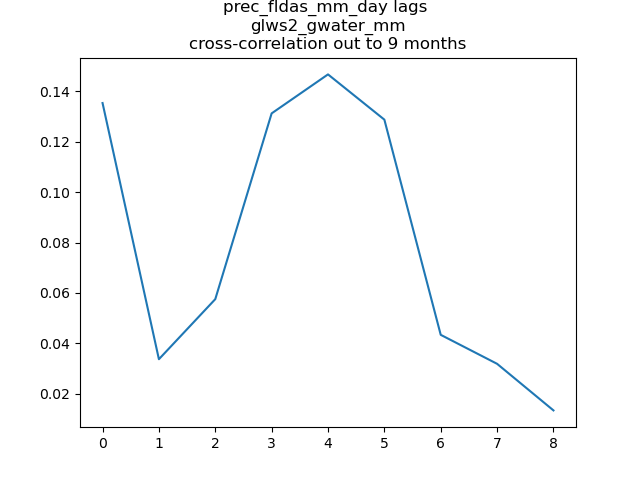 prec_fldas_mm_day lags
glws2_gwater_mm
cross-correlation out to 9 months
0.14
0.12
0.10
0.08
0.06
0.04
0.02
0 1 2 3 4 5 6 7 8